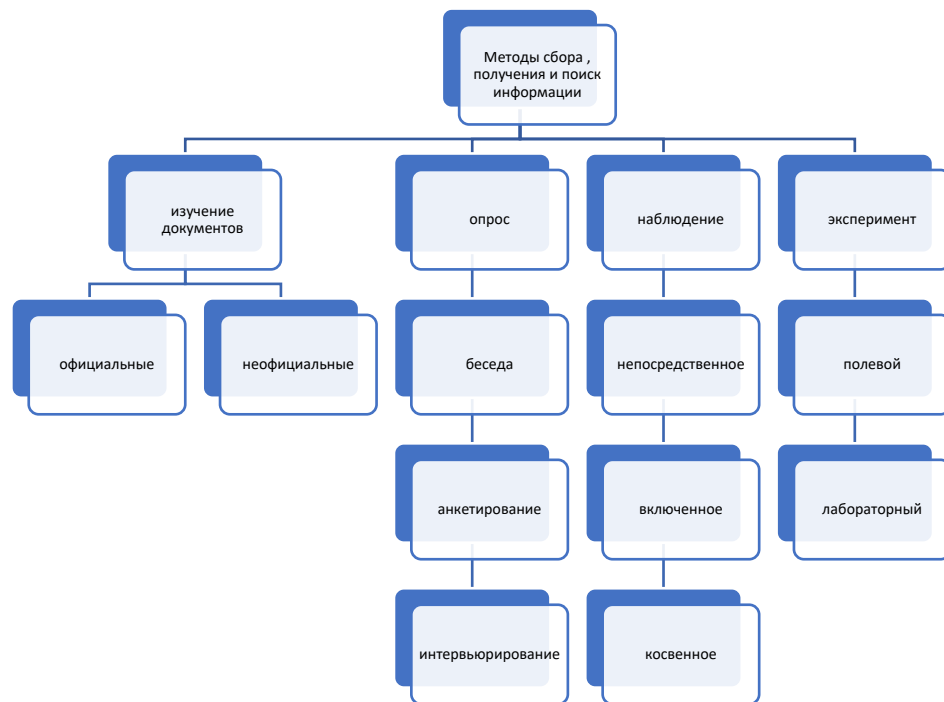 Методы сбора ,
получения и поиск
информации
изучение
документов
опрос
наблюдение
эксперимент
официальные
неофициальные
беседа
непосредственное
полевой
анкетирование
включенное
лабораторный
интервьюрирование
косвенное